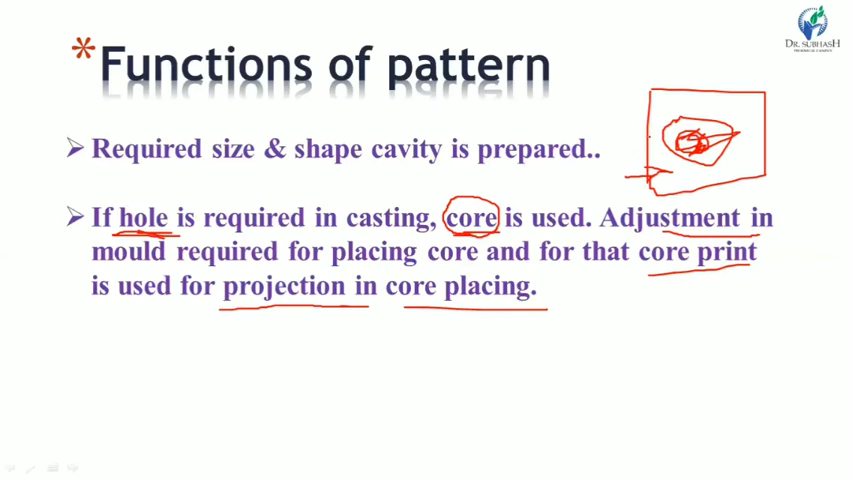 *Functions of pattern
DR. SUBHASH
Required size & shape cavity is prepared..
If hole is required in casting, core is used. Adjustment in
mould required for placing core and for that core print
is used for projection in core placing.